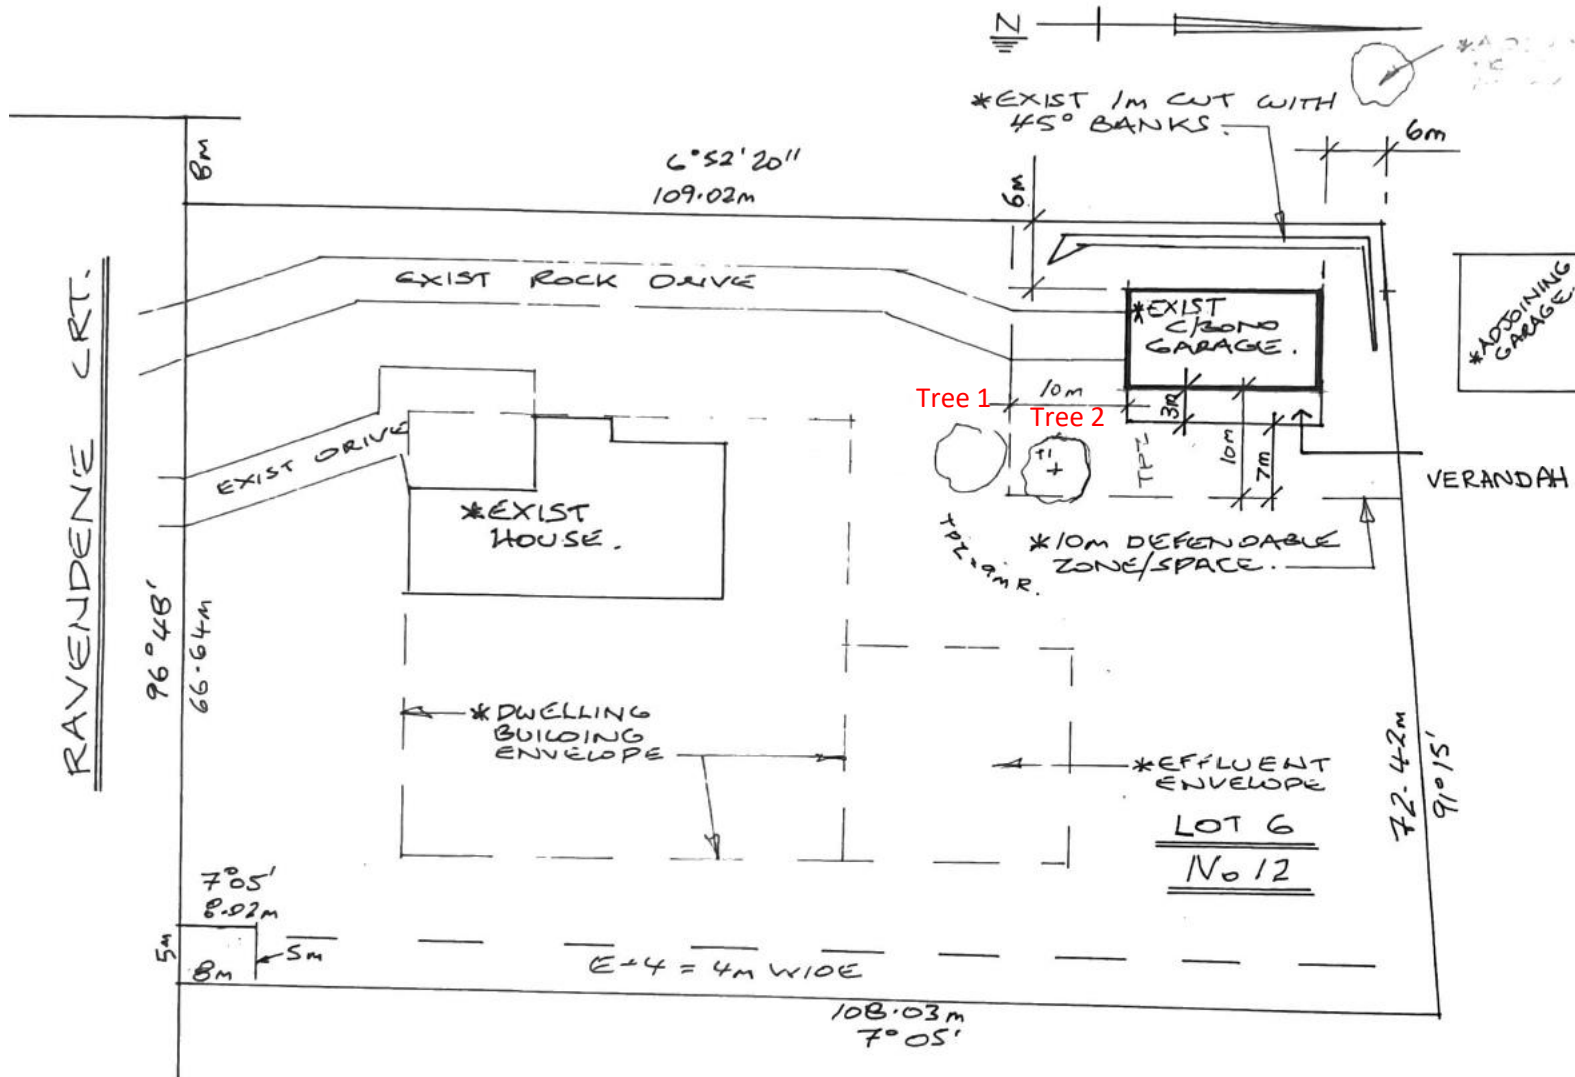 N
*EXIST 1m CUT WITH
45° BANKS.
6m
8m
6°52'20"
109.02m
6m
EXIST ROCK DRIVE
*EXIST
C/BOND
GARAGE.
*ADJOINING
GARAGE.
RAVENDENE CRT.
Tree 1
10m
Tree 2
3m
EXIST DRIVE
T1
TPZ
10m
7m
VERANDAH
*EXIST
HOUSE.
TPZ = 9m R.
*10m DEFENDABLE
ZONE/SPACE.
96°48'
66.64m
*DWELLING
BUILDING
ENVELOPE
*EFFLUENT
ENVELOPE
72.42m
91°15'
LOT 6
No 12
7°05'
8.02m
5m
5m
8m
E-4 = 4m WIDE
108.03m
7°05'